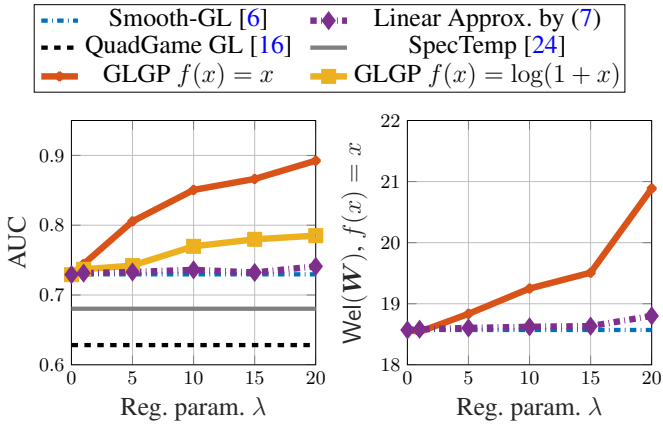 Smooth-GL [6] Linear Approx. by (7)
QuadGame GL [16] SpecTemp [24]
GLGP f(x) = x GLGP f(x) = log(1 + x)
AUC
0.9
0.8
0.7
0.6
0 5 10 15 20
Reg. param. λ
Wel(W), f(x) = x
22
21
20
19
18
0 5 10 15 20
Reg. param. λ